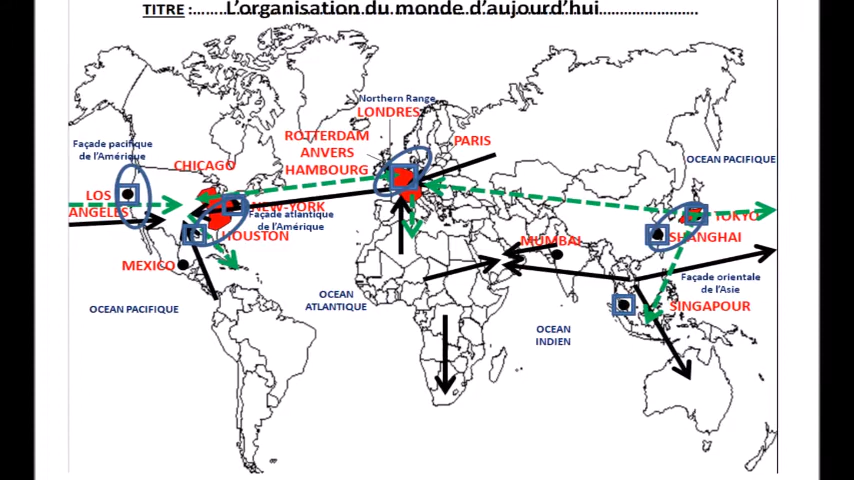 TITRE :........L'organisation du monde d'aujourd'hui........................
Northern Range
LONDRES
Façade pacifique
de l'Amérique
ROTTERDAM
ANVERS
HAMBOURG
PARIS
OCEAN PACIFIQUE
CHICAGO
LOS
ANGELES
NEW-YORK
Façade atlantique
de l'Amérique
HOUSTON
TOKYO
SHANGHAI
MUMBAI
MEXICO
Façade orientale
de l'Asie
OCEAN PACIFIQUE
OCEAN
ATLANTIQUE
SINGAPOUR
OCEAN
INDIEN